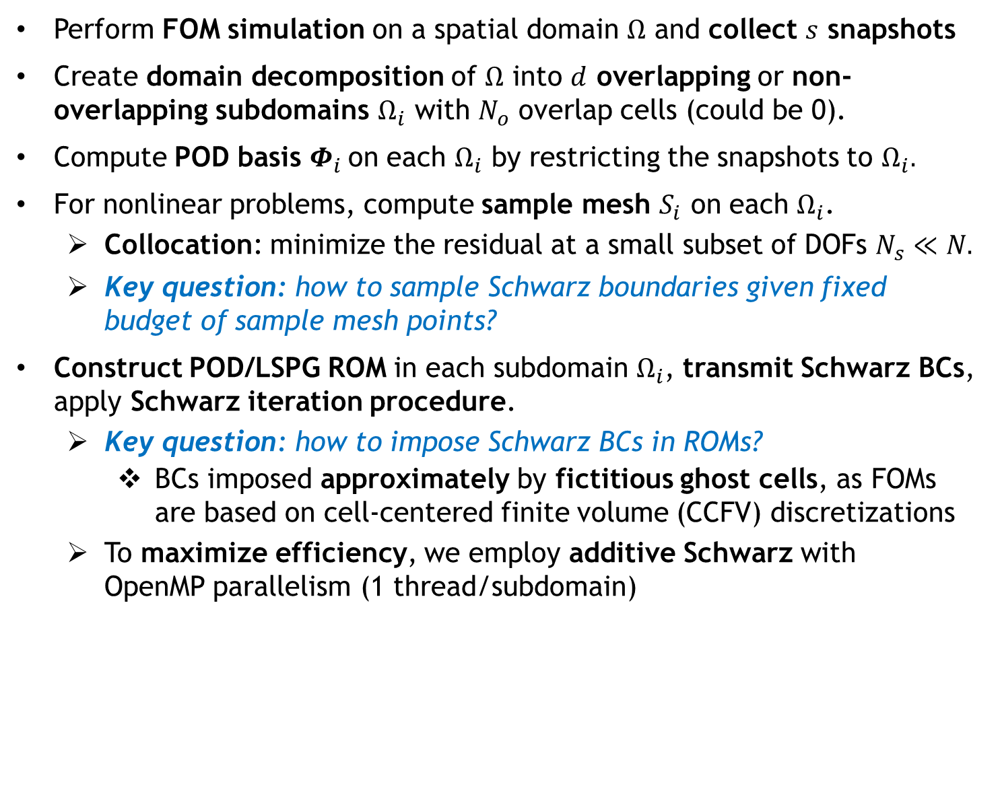 • Perform FOM simulation on a spatial domain Ω and collect 𝑠 snapshots
• Create domain decomposition of Ω into 𝑑 overlapping or non-
overlapping subdomains Ω𝑖 with 𝑁𝑜 overlap cells (could be 0).
• Compute POD basis 𝜱𝑖 on each Ω𝑖 by restricting the snapshots to Ω𝑖.
• For nonlinear problems, compute sample mesh 𝑆𝑖 on each Ω𝑖.
➢ Collocation: minimize the residual at a small subset of DOFs 𝑁𝑠 ≪ 𝑁.
➢ Key question: how to sample Schwarz boundaries given fixed
budget of sample mesh points?
• Construct POD/LSPG ROM in each subdomain Ω𝑖, transmit Schwarz BCs,
apply Schwarz iteration procedure.
➢ Key question: how to impose Schwarz BCs in ROMs?
❖ BCs imposed approximately by fictitious ghost cells, as FOMs
are based on cell-centered finite volume (CCFV) discretizations
➢ To maximize efficiency, we employ additive Schwarz with
OpenMP parallelism (1 thread/subdomain)